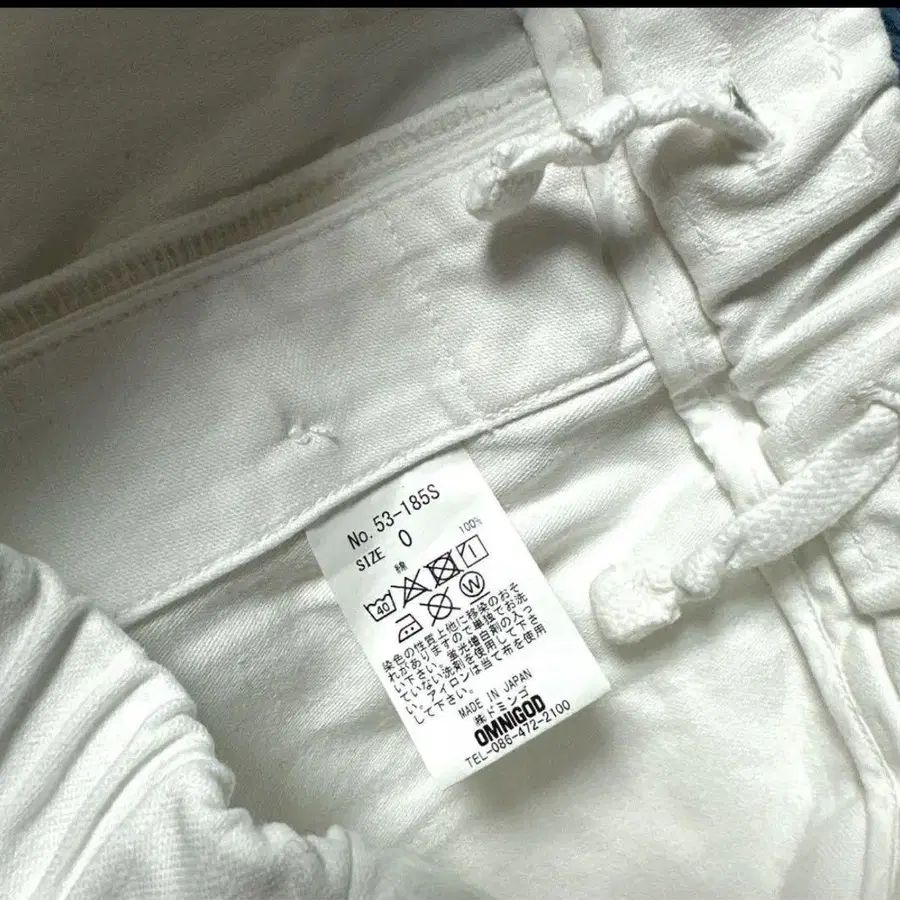 No. 53-185S
SIZE 0
綿 100%
40
W
染色の性質上他に移染のおそ
れがありますので単独でお洗
い下さい。蛍光増白剤の入っ
ていない洗剤を使用して下さ
い。アイロンは当て布を使用
して下さい。
MADE IN JAPAN
㈱ドミンゴ
OMNIGOD
TEL-086-472-2100